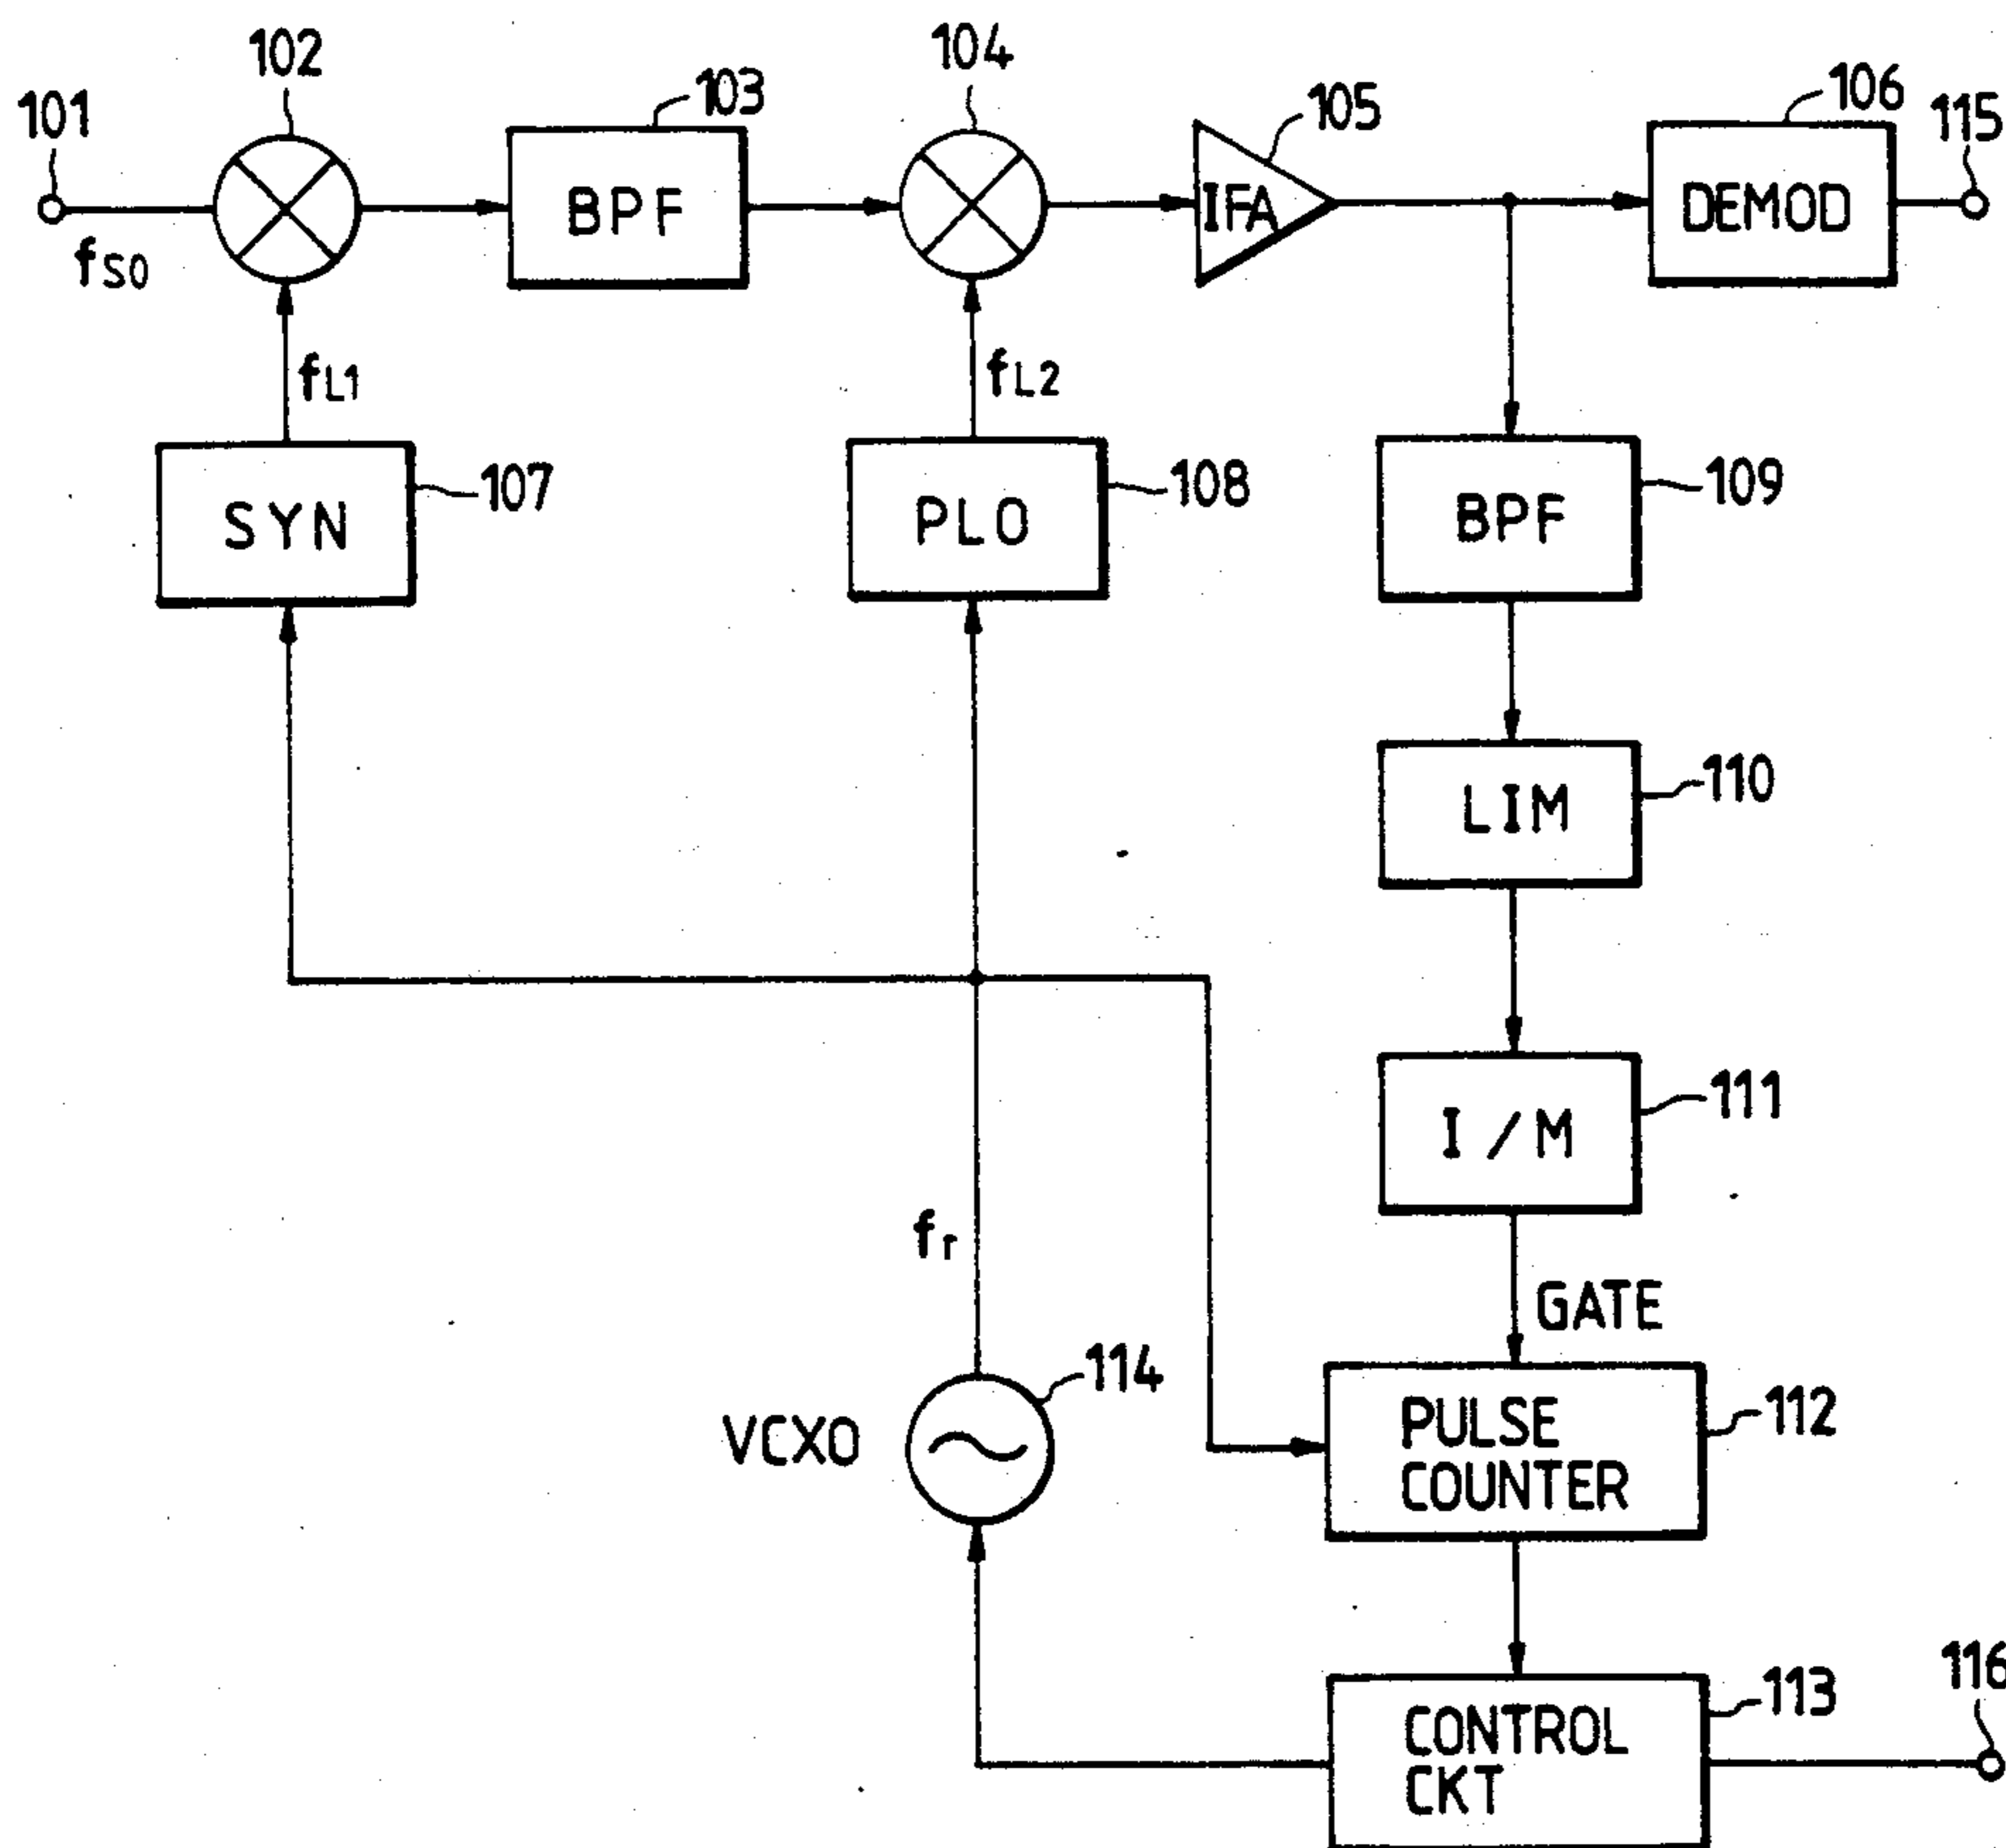 101
102
103
104
105
106
115
fS0
BPF
IFA
DEMOD
fL1
fL2
SYN
107
PLO
108
BPF
109
LIM
110
I/M
111
fr
GATE
VCXO
114
PULSE
COUNTER
112
CONTROL
CKT
113
116